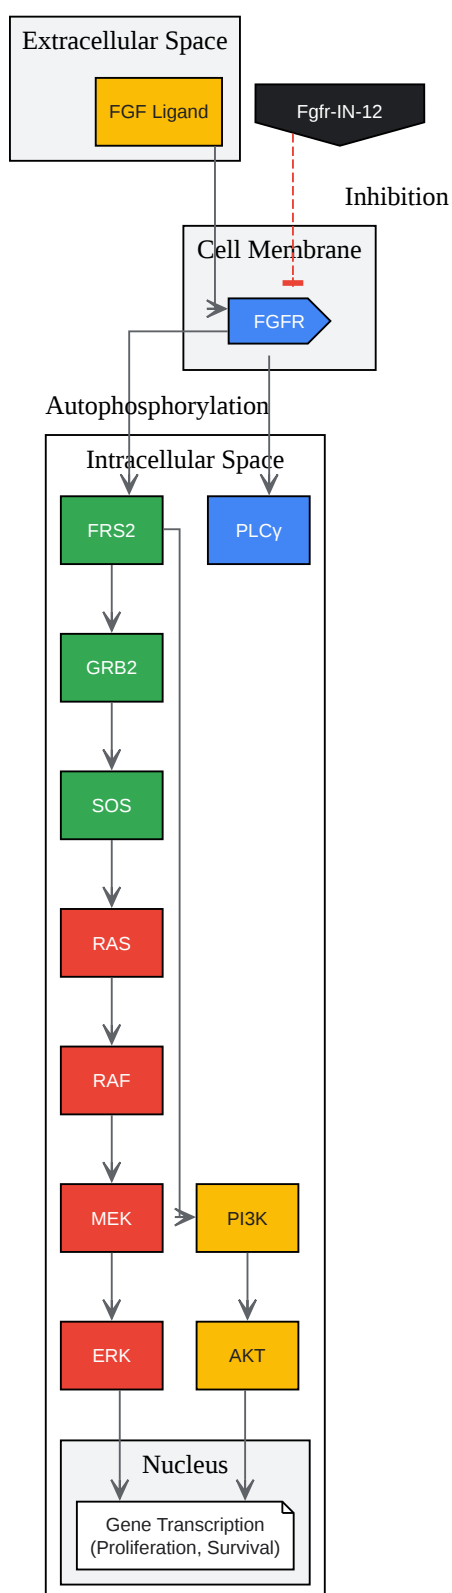 Extracellular Space
FGF Ligand
Fgfr-IN-12
Inhibition
Cell Membrane
FGFR
Autophosphorylation
Intracellular Space
FRS2
PLCγ
GRB2
SOS
RAS
RAF
MEK
PI3K
ERK
AKT
Nucleus
Gene Transcription
(Proliferation, Survival)